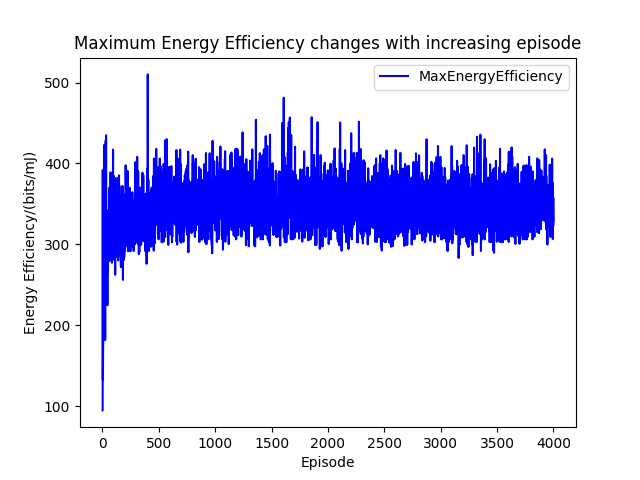 Maximum Energy Efficiency changes with increasing episode
MaxEnergyEfficiency
Energy Efficiency/(bits/mJ)
500
400
300
200
100
0 500 1000 1500 2000 2500 3000 3500 4000
Episode